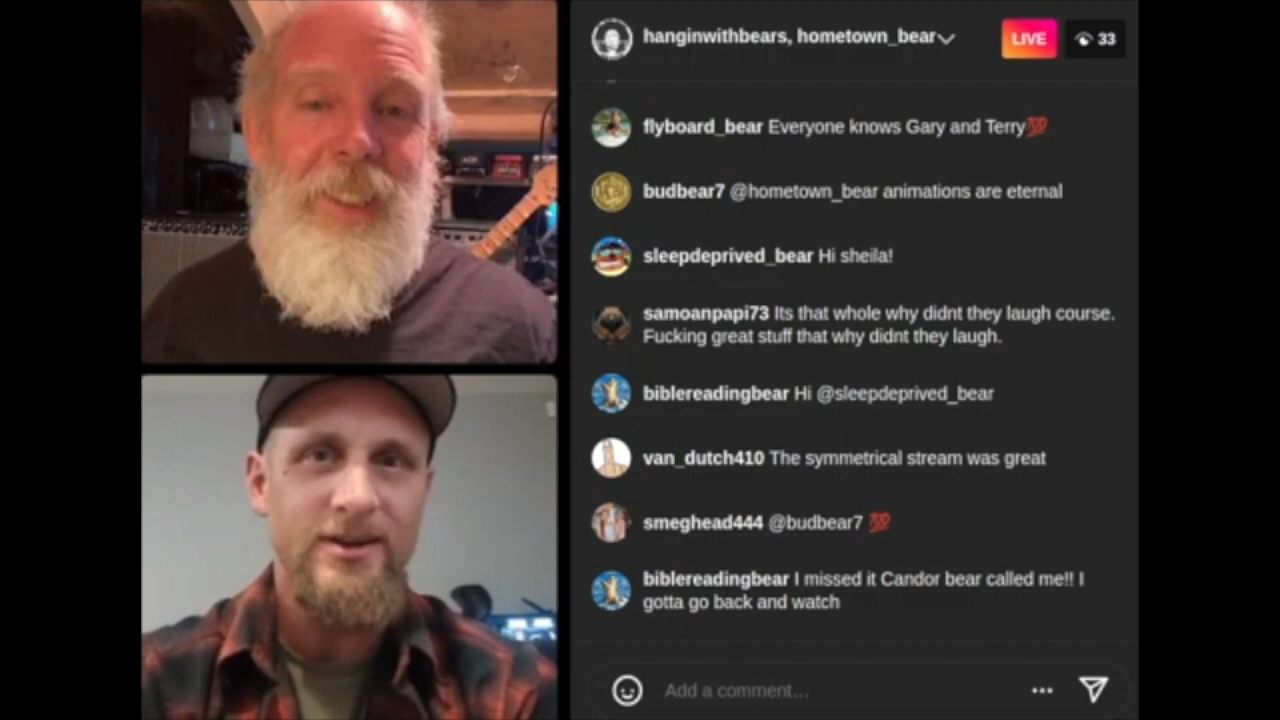 hanginwithbears, hometown_bear
LIVE
33
flyboard_bear Everyone knows Gary and Terry💯
budbear7 @hometown_bear animations are eternal
sleepdeprived_bear Hi sheila!
samoanpapi73 Its that whole why didnt they laugh course.
Fucking great stuff that why didnt they laugh.
biblereadingbear Hi @sleepdeprived_bear
van_dutch410 The symmetrical stream was great
smeghead444 @budbear7 💯
biblereadingbear I missed it Candor bear called me!! I
gotta go back and watch
Add a comment...